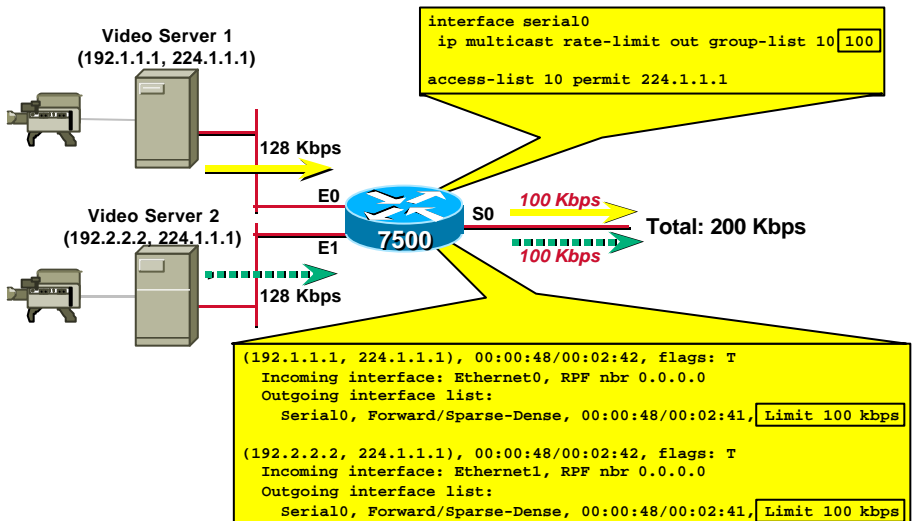 interface serial0
ip multicast rate-limit out group-list 10 100
access-list 10 permit 224.1.1.1
Video Server 1
(192.1.1.1, 224.1.1.1)
128 Kbps
E0
S0
100 Kbps
Total: 200 Kbps
7500
100 Kbps
Video Server 2
(192.2.2.2, 224.1.1.1)
E1
128 Kbps
(192.1.1.1, 224.1.1.1), 00:00:48/00:02:42, flags: T
Incoming interface: Ethernet0, RPF nbr 0.0.0.0
Outgoing interface list:
Serial0, Forward/Sparse-Dense, 00:00:48/00:02:41, Limit 100 kbps
(192.2.2.2, 224.1.1.1), 00:00:48/00:02:42, flags: T
Incoming interface: Ethernet1, RPF nbr 0.0.0.0
Outgoing interface list:
Serial0, Forward/Sparse-Dense, 00:00:48/00:02:41, Limit 100 kbps